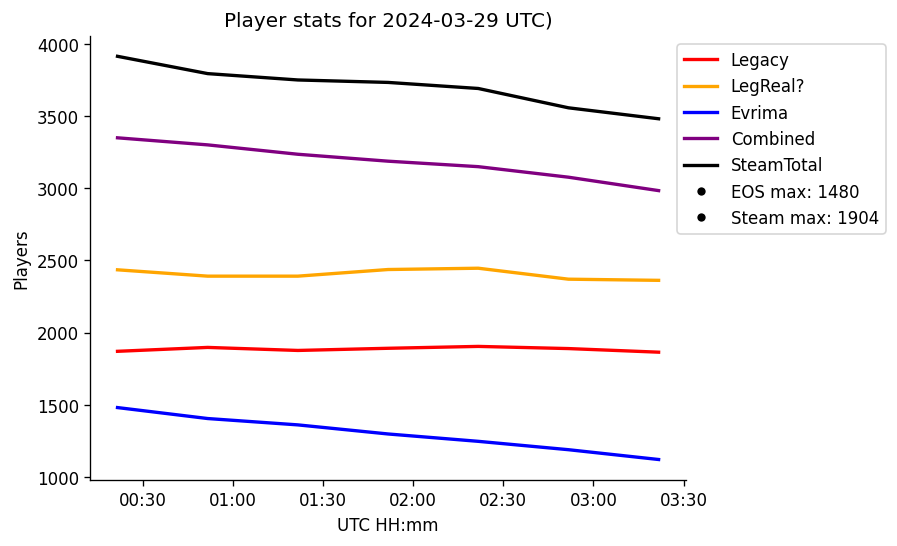 Player stats for 2024-03-29 UTC)
4000
3500
3000
2500
2000
1500
1000
Players
00:30 01:00 01:30 02:00 02:30 03:00 03:30
UTC HH:mm
Legacy
LegReal?
Evrima
Combined
SteamTotal
EOS max: 1480
Steam max: 1904